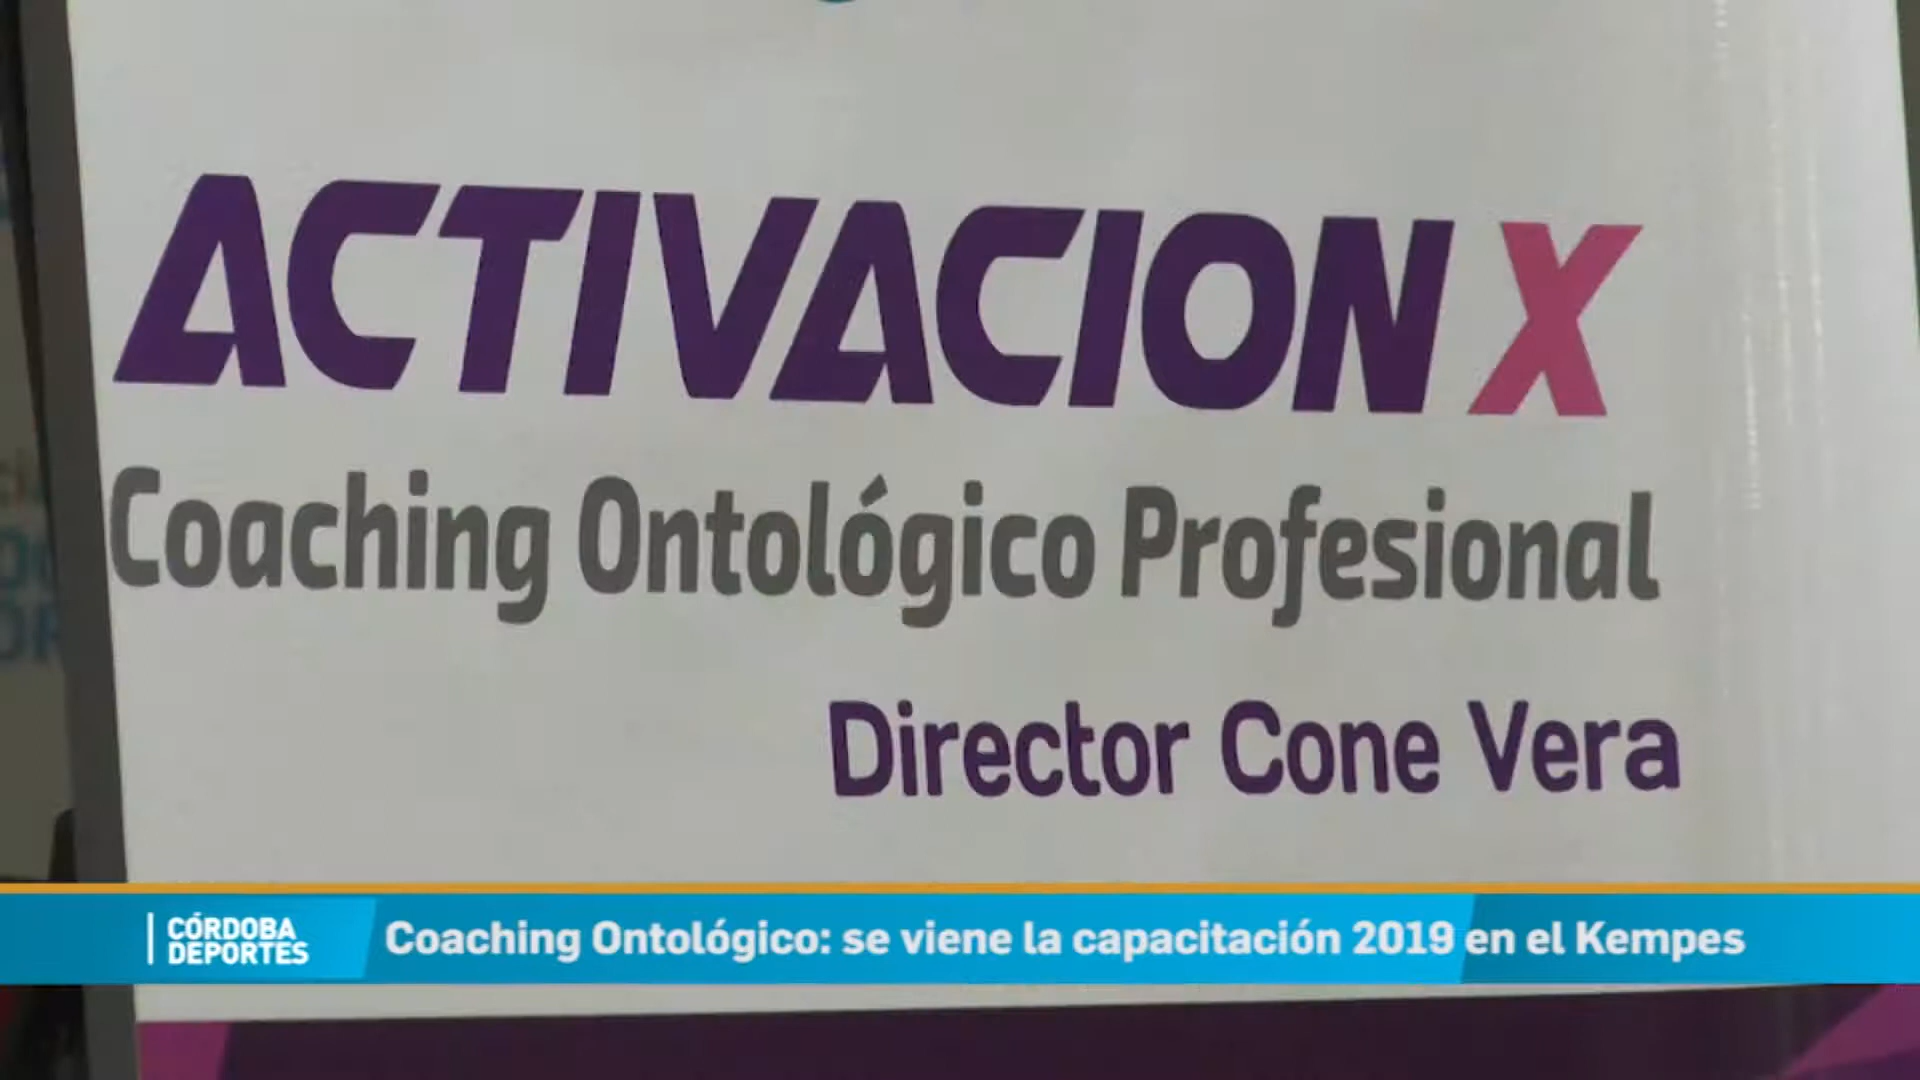 ACTIVACION X
Coaching Ontológico Profesional
Director Cone Vera
CÓRDOBA
DEPORTES
Coaching Ontológico: se viene la capacitación 2019 en el Kempes